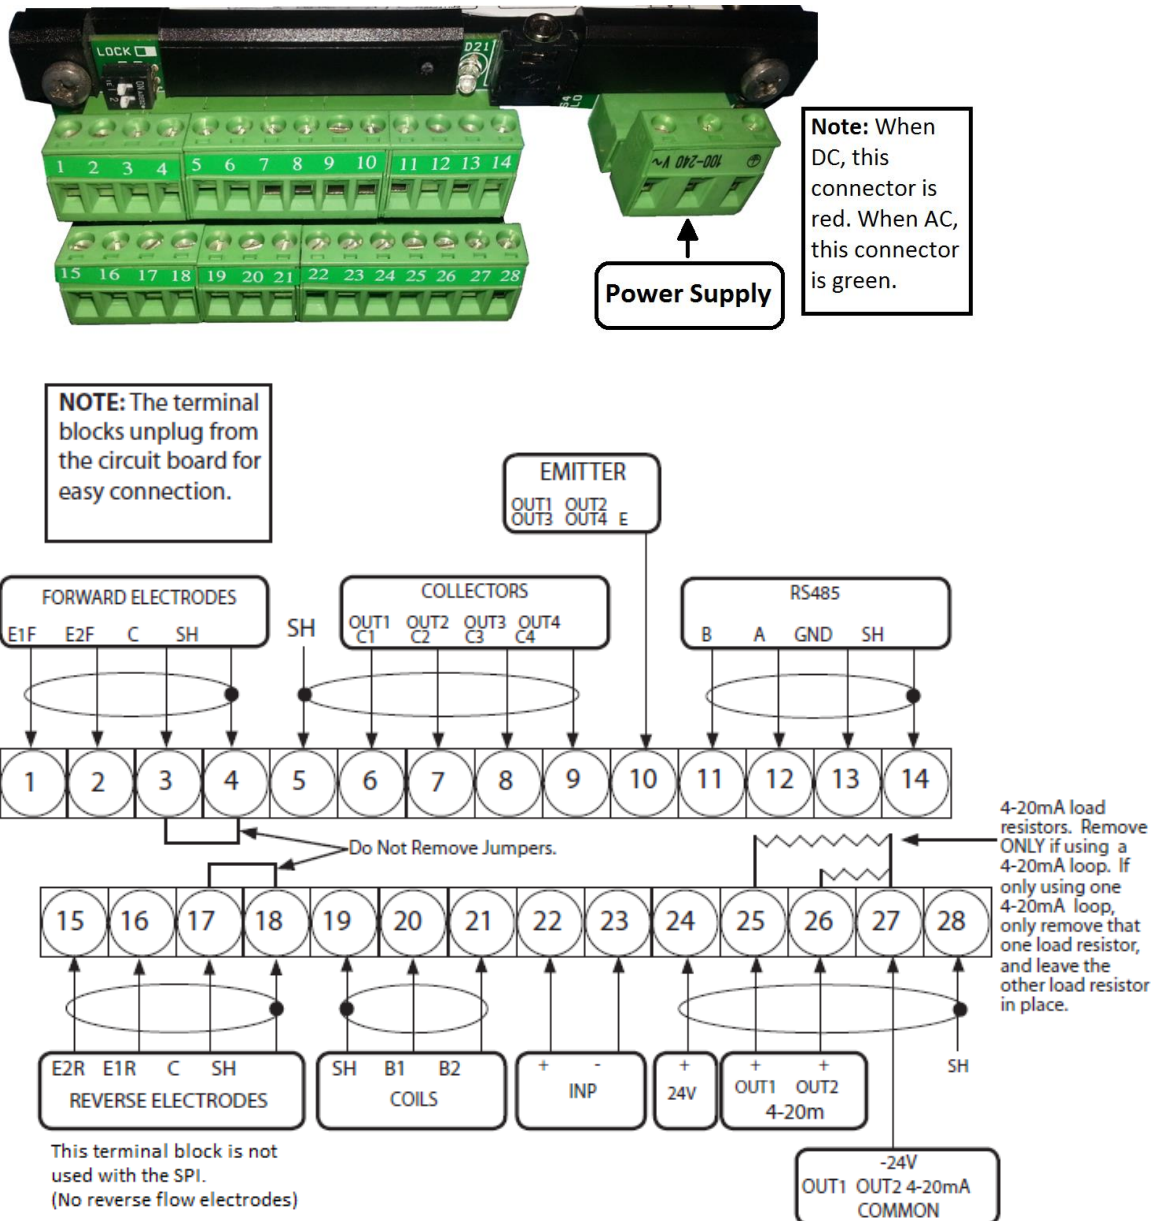 LOCK
D21
ON
1 2
1 2 3 4 5 6 7 8 9 10 11 12 13 14
100-240 V~
15 16 17 18 19 20 21 22 23 24 25 26 27 28
Power Supply
Note: When
DC, this
connector is
red. When AC,
this connector
is green.
NOTE: The terminal
blocks unplug from
the circuit board for
easy connection.
EMITTER
OUT1 OUT2
OUT3 OUT4 E
FORWARD ELECTRODES
E1F E2F C SH
SH
COLLECTORS
OUT1 OUT2 OUT3 OUT4
C1 C2 C3 C4
RS485
B A GND SH
1 2 3 4 5 6 7 8 9 10 11 12 13 14
Do Not Remove Jumpers.
4-20mA load
resistors. Remove
ONLY if using a
4-20mA loop. If
only using one
4-20mA loop,
only remove that
one load resistor,
and leave the
other load resistor
in place.
15 16 17 18 19 20 21 22 23 24 25 26 27 28
E2R E1R C SH
REVERSE ELECTRODES
SH B1 B2
COILS
+ -
INP
+
24V
+ +
OUT1 OUT2
4-20m
SH
This terminal block is not
used with the SPI.
(No reverse flow electrodes)
-24V
OUT1 OUT2 4-20mA
COMMON